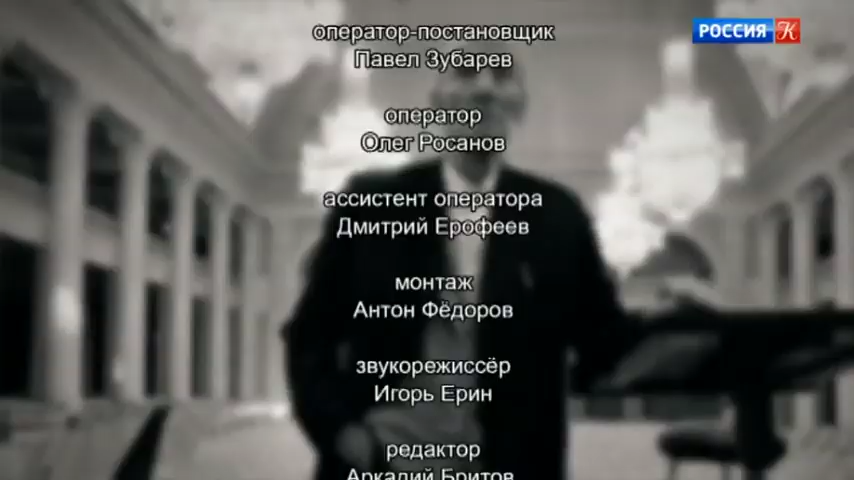 РОССИЯ К
оператор-постановщик
Павел Зубарев
оператор
Олег Росанов
ассистент оператора
Дмитрий Ерофеев
монтаж
Антон Фёдоров
звукорежиссёр
Игорь Ерин
редактор
Аркадий Бритов